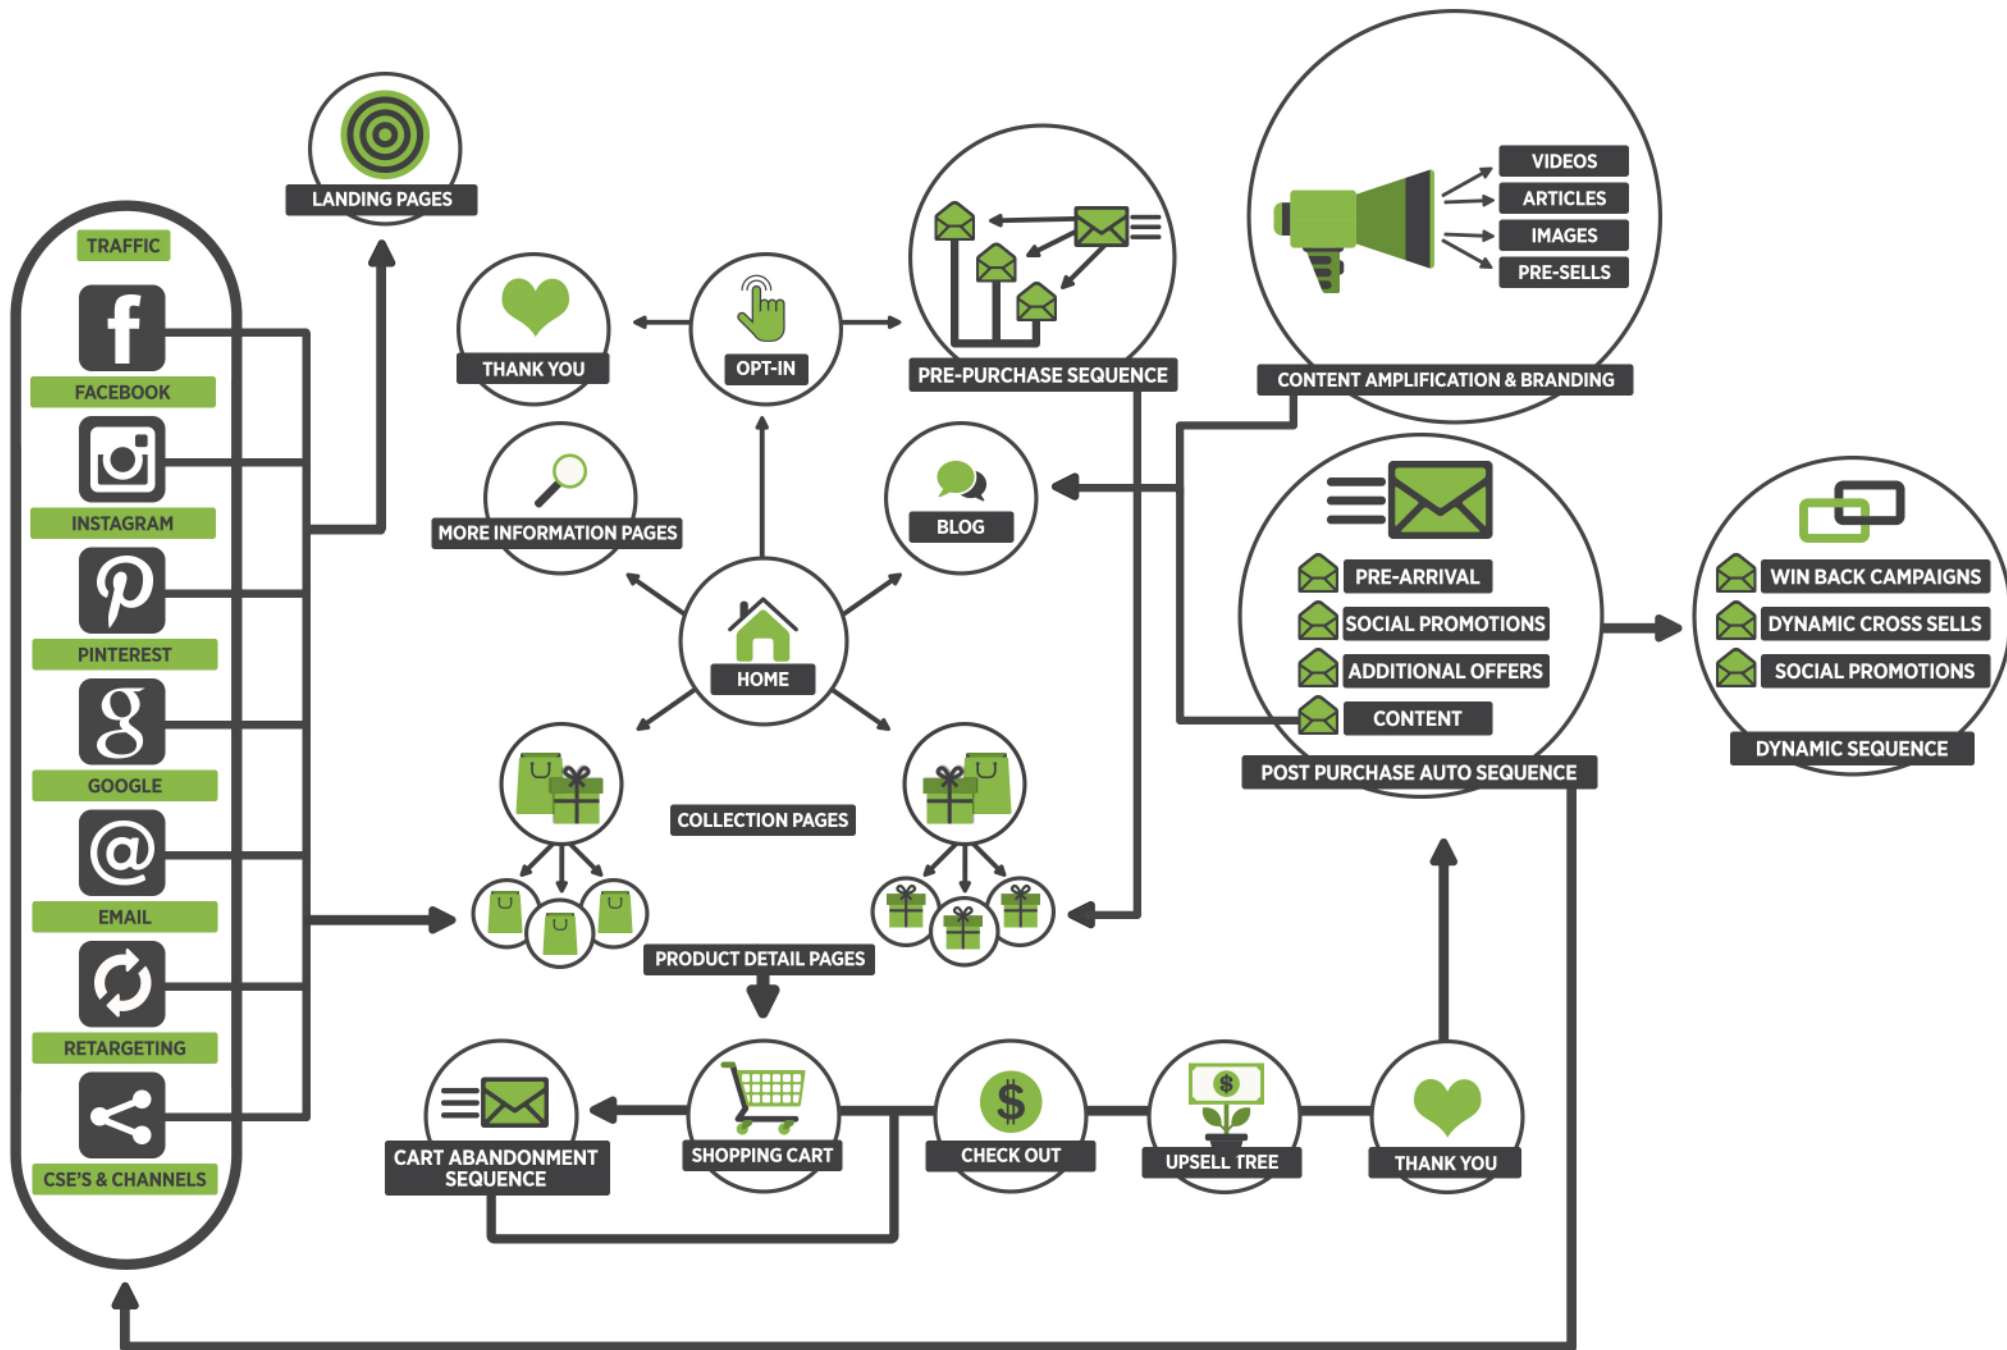 TRAFFIC
FACEBOOK
INSTAGRAM
PINTEREST
GOOGLE
EMAIL
RETARGETING
CSE'S & CHANNELS
LANDING PAGES
THANK YOU
OPT-IN
PRE-PURCHASE SEQUENCE
VIDEOS
ARTICLES
IMAGES
PRE-SELLS
CONTENT AMPLIFICATION & BRANDING
MORE INFORMATION PAGES
BLOG
HOME
COLLECTION PAGES
PRODUCT DETAIL PAGES
PRE-ARRIVAL
SOCIAL PROMOTIONS
ADDITIONAL OFFERS
CONTENT
POST PURCHASE AUTO SEQUENCE
WIN BACK CAMPAIGNS
DYNAMIC CROSS SELLS
SOCIAL PROMOTIONS
DYNAMIC SEQUENCE
CART ABANDONMENT
SEQUENCE
SHOPPING CART
CHECK OUT
UPSELL TREE
THANK YOU